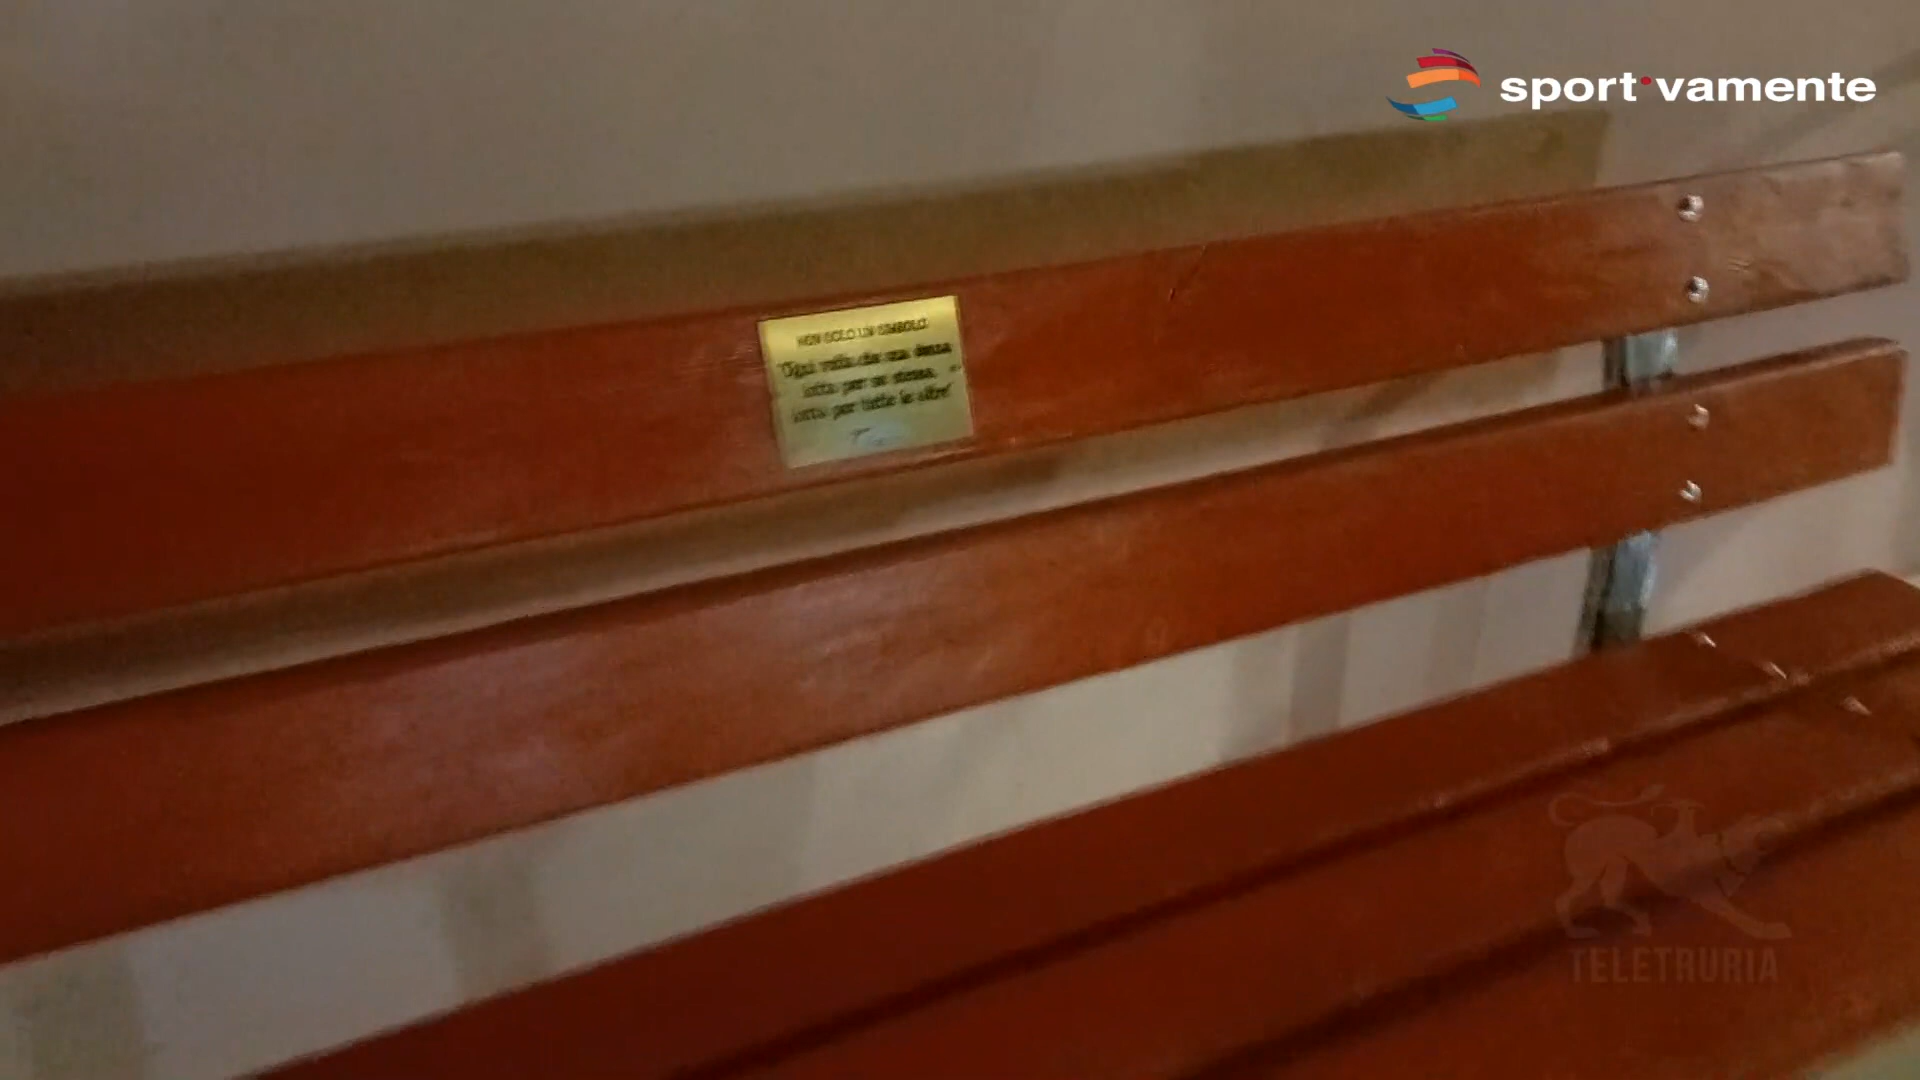 sport·vamente
NON SOLO UN SIMBOLO
"Ogni volta che una donna
lotta per se stessa,
lotta per tutte le altre"
TELETRURIA